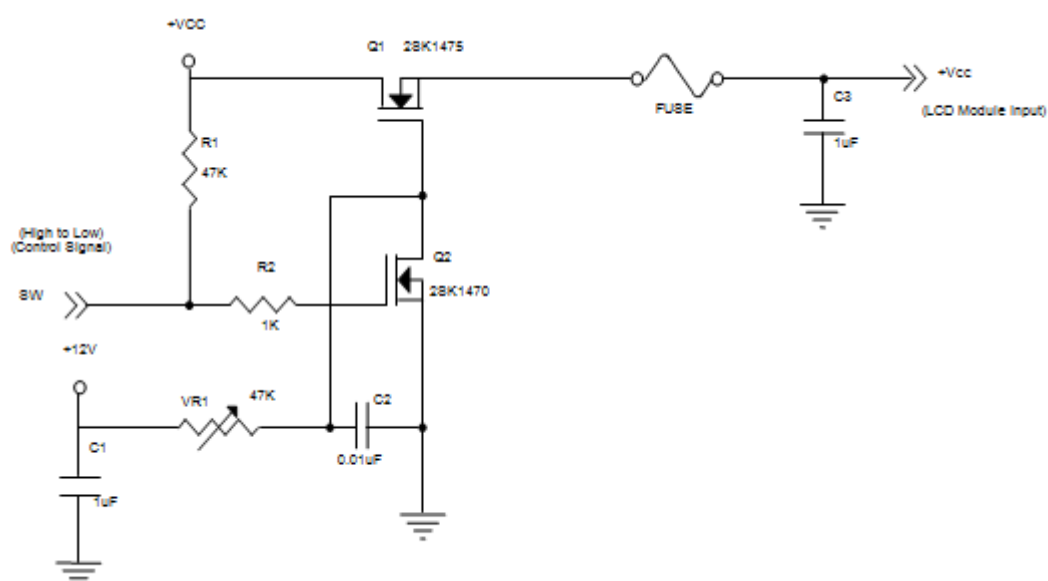 +VCC
Q1 2SK1475
+Vcc
FUSE
C3
(LCD Module Input)
R1
1uF
47K
(High to Low)
(Control Signal)
Q2
R2
2SK1470
SW
1K
+12V
VR1
47K
C2
C1
0.01uF
1uF